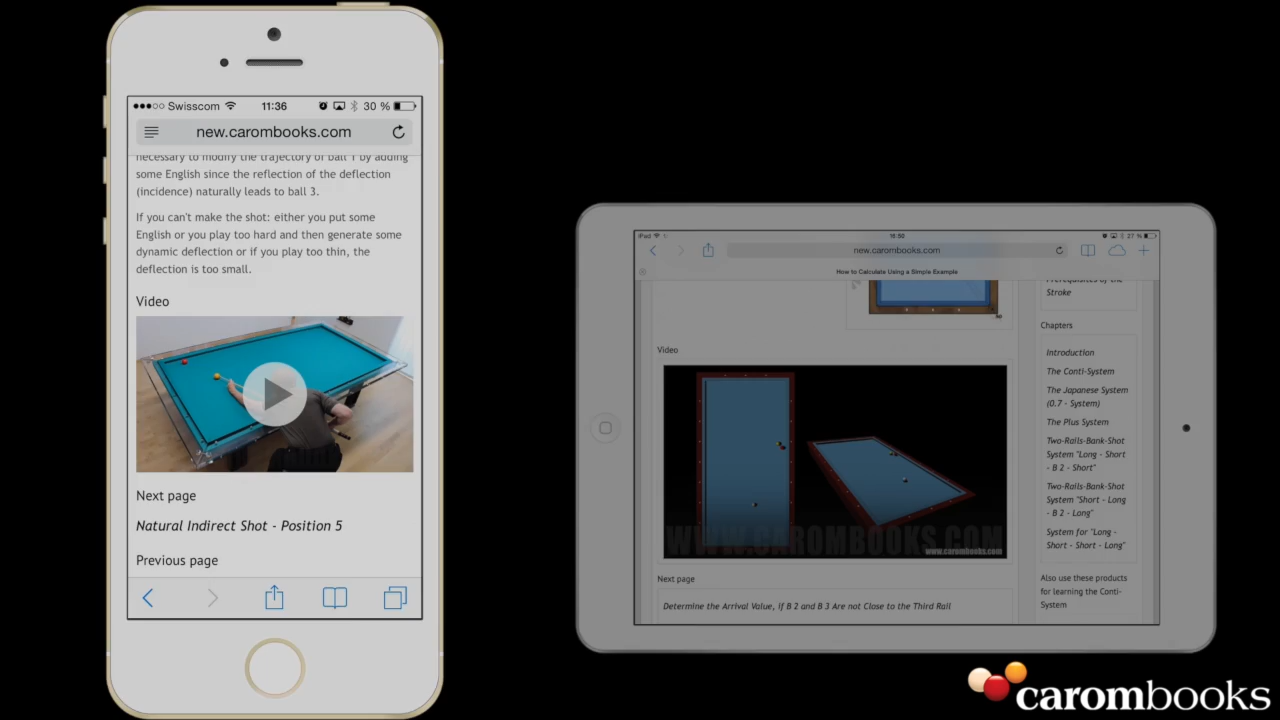 Swisscom 11:36 30 %
new.carombooks.com
necessary to modify the trajectory of ball 1 by adding
some English since the reflection of the deflection
(incidence) naturally leads to ball 3.
If you can't make the shot: either you put some
English or you play too hard and then generate some
dynamic deflection or if you play too thin, the
deflection is too small.
Video
Next page
Natural Indirect Shot - Position 5
Previous page
iPad 16:50 27 %
new.carombooks.com
How to Calculate Using a Simple Example
Video
WWW.CAROMBOOKS.COM
www.carombooks.com
Next page
Determine the Arrival Value, if B 2 and B 3 Are not Close to the Third Rail
Prerequisites of the
Stroke
Chapters
Introduction
The Conti-System
The Japanese System
(0.7 - System)
The Plus System
Two-Rails-Bank-Shot
System "Long - Short
- B 2 - Short"
Two-Rails-Bank-Shot
System "Short - Long
- B 2 - Long"
System for "Long -
Short - Short - Long"
Also use these products
for learning the Conti-
System
carombooks